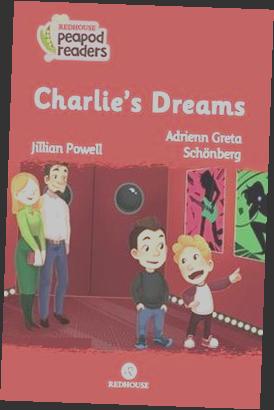 REDHOUSE
peapod
readers
Charlie's Dreams
Jillian Powell
Adrienn Greta
Schönberg
REDHOUSE